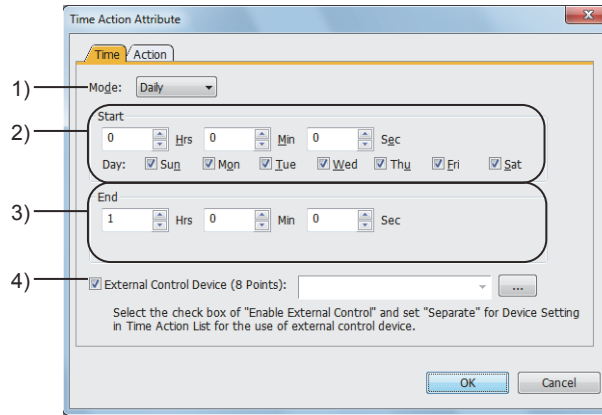 Time Action Attribute
Time Action
1) Mode: Daily
2) Start
0 Hrs 0 Min 0 Sec
Day: Sun Mon Tue Wed Thu Fri Sat
End
3) 1 Hrs 0 Min 0 Sec
4) External Control Device (8 Points): ...
Select the check box of "Enable External Control" and set "Separate" for Device Setting
in Time Action List for the use of external control device.
OK Cancel